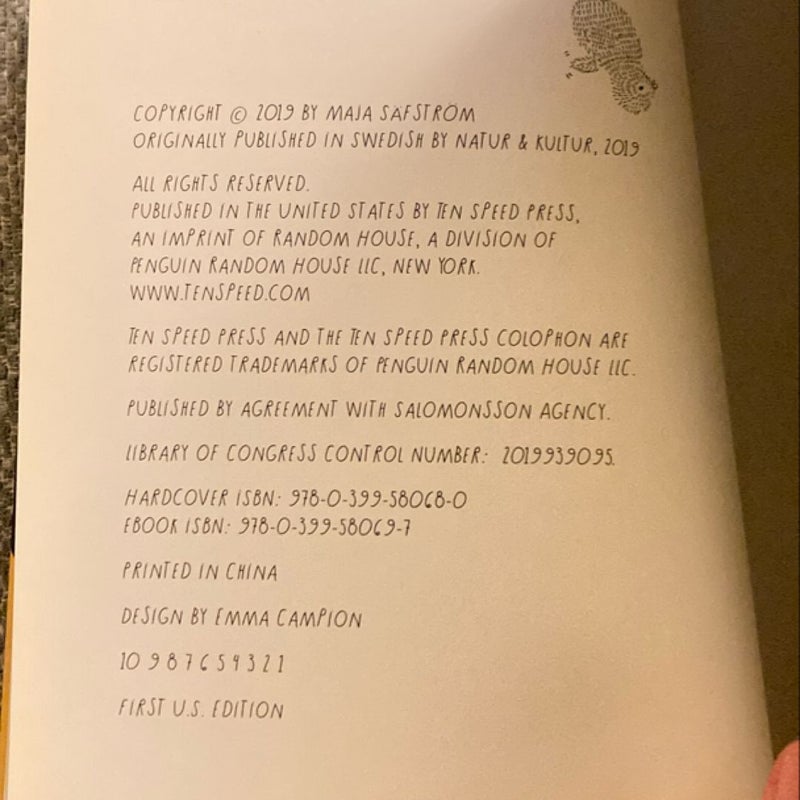 COPYRIGHT © 2019 BY MAJA SÄFSTRÖM
ORIGINALLY PUBLISHED IN SWEDISH BY NATUR & KULTUR, 2019
ALL RIGHTS RESERVED.
PUBLISHED IN THE UNITED STATES BY TEN SPEED PRESS,
AN IMPRINT OF RANDOM HOUSE, A DIVISION OF
PENGUIN RANDOM HOUSE LLC, NEW YORK.
WWW.TENSPEED.COM
TEN SPEED PRESS AND THE TEN SPEED PRESS COLOPHON ARE
REGISTERED TRADEMARKS OF PENGUIN RANDOM HOUSE LLC.
PUBLISHED BY AGREEMENT WITH SALOMONSSON AGENCY.
LIBRARY OF CONGRESS CONTROL NUMBER: 2019939095.
HARDCOVER ISBN: 978-0-399-58068-0
EBOOK ISBN: 978-0-399-58069-7
PRINTED IN CHINA
DESIGN BY EMMA CAMPION
10 9 8 7 6 5 4 3 2 1
FIRST U.S. EDITION